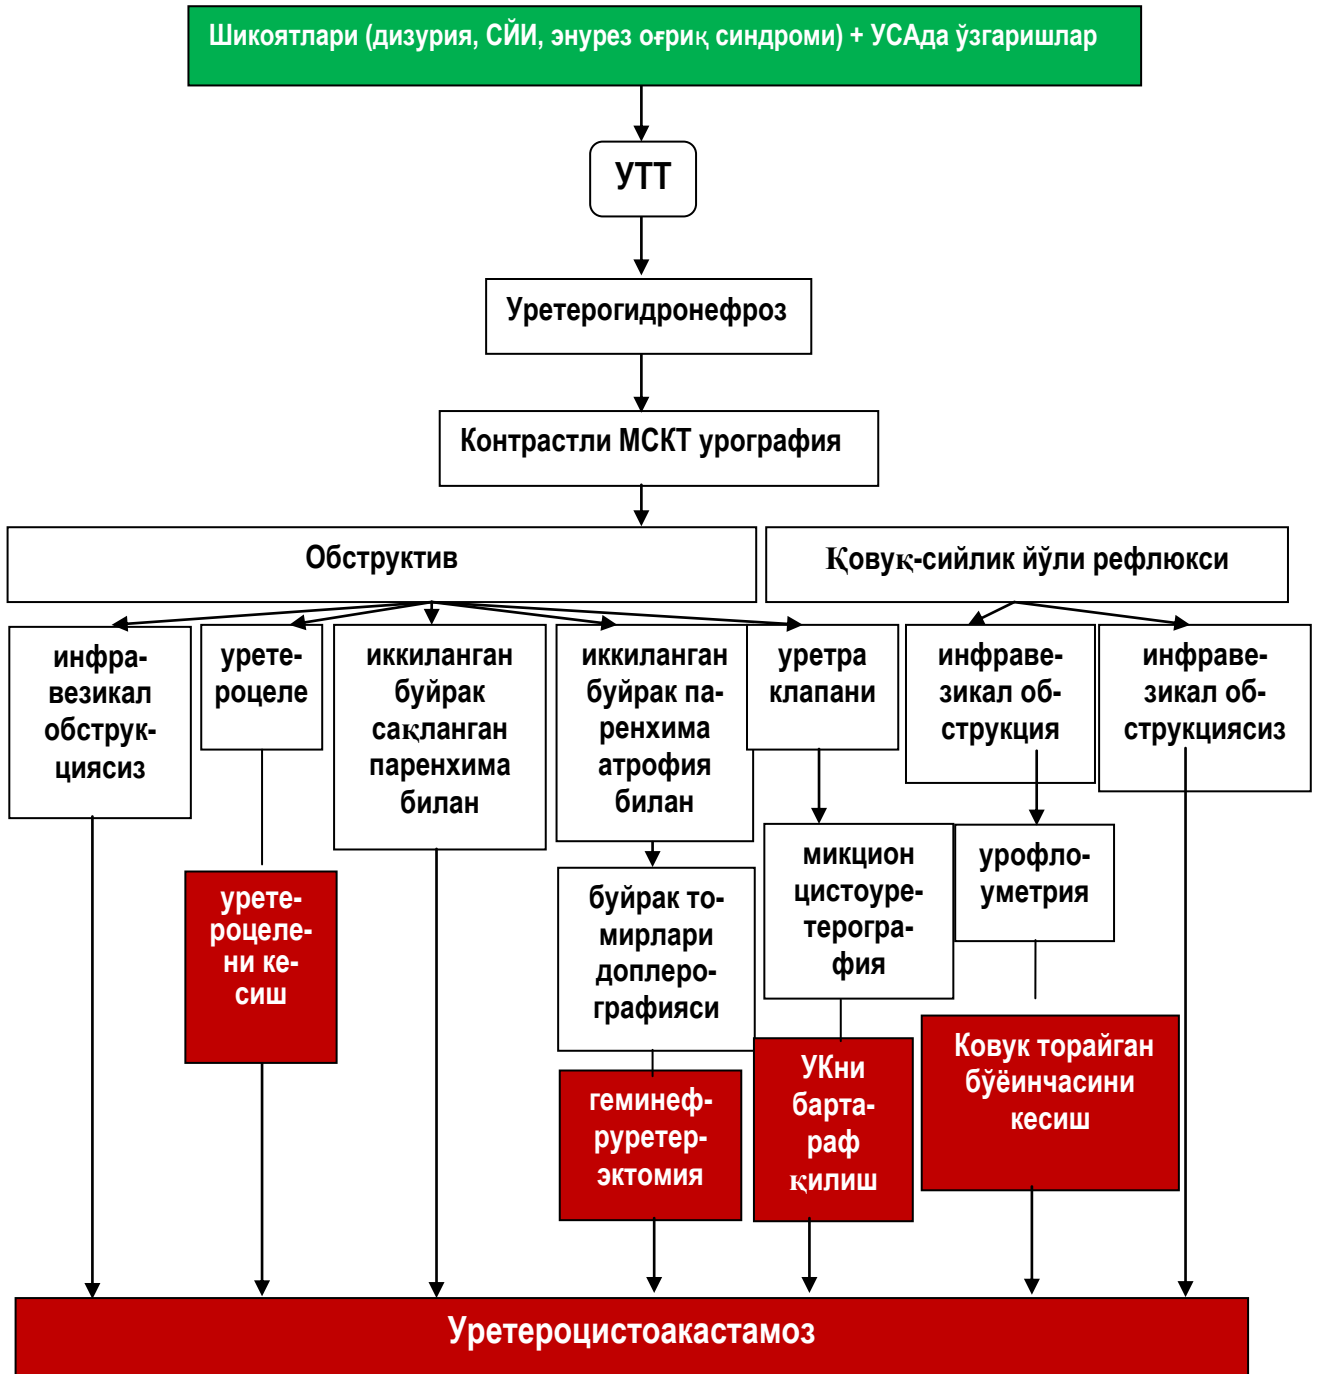 Шикоятлари (дизурия, СЙИ, энурез оғриқ синдроми) + УСАда ўзгаришлар
УТТ
Уретерогидронефроз
Контрастли МСКТ урография
Обструктив
Қовуқ-сийлик йўли рефлюкси
инфра-
везикал
обструк-
циясиз
урете-
роцеле
иккиланган
буйрак
сақланган
паренхима
билан
иккиланган
буйрак па-
ренхима
атрофия
билан
уретра
клапани
инфраве-
зикал об-
струкция
инфраве-
зикал об-
струкциясиз
урете-
роцеле-
ни ке-
сиш
буйрак то-
мирлари
доплеро-
графияси
микцион
цистоуре-
терогра-
фия
урофло-
уметрия
геминеф-
руретер-
эктомия
УКни
барта-
раф
қилиш
Ковук торайган
бўёинчасини
кесиш
Уретероцистоакастамоз